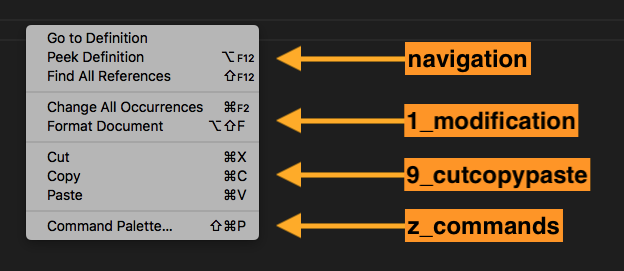 Go to Definition
Peek Definition ⌥F12 navigation
Find All References ⇧F12
Change All Occurrences ⌘F2
1_modification
Format Document ⌥⇧F
Cut ⌘X
Copy ⌘C 9_cutcopypaste
Paste ⌘V
Command Palette... ⇧⌘P z_commands